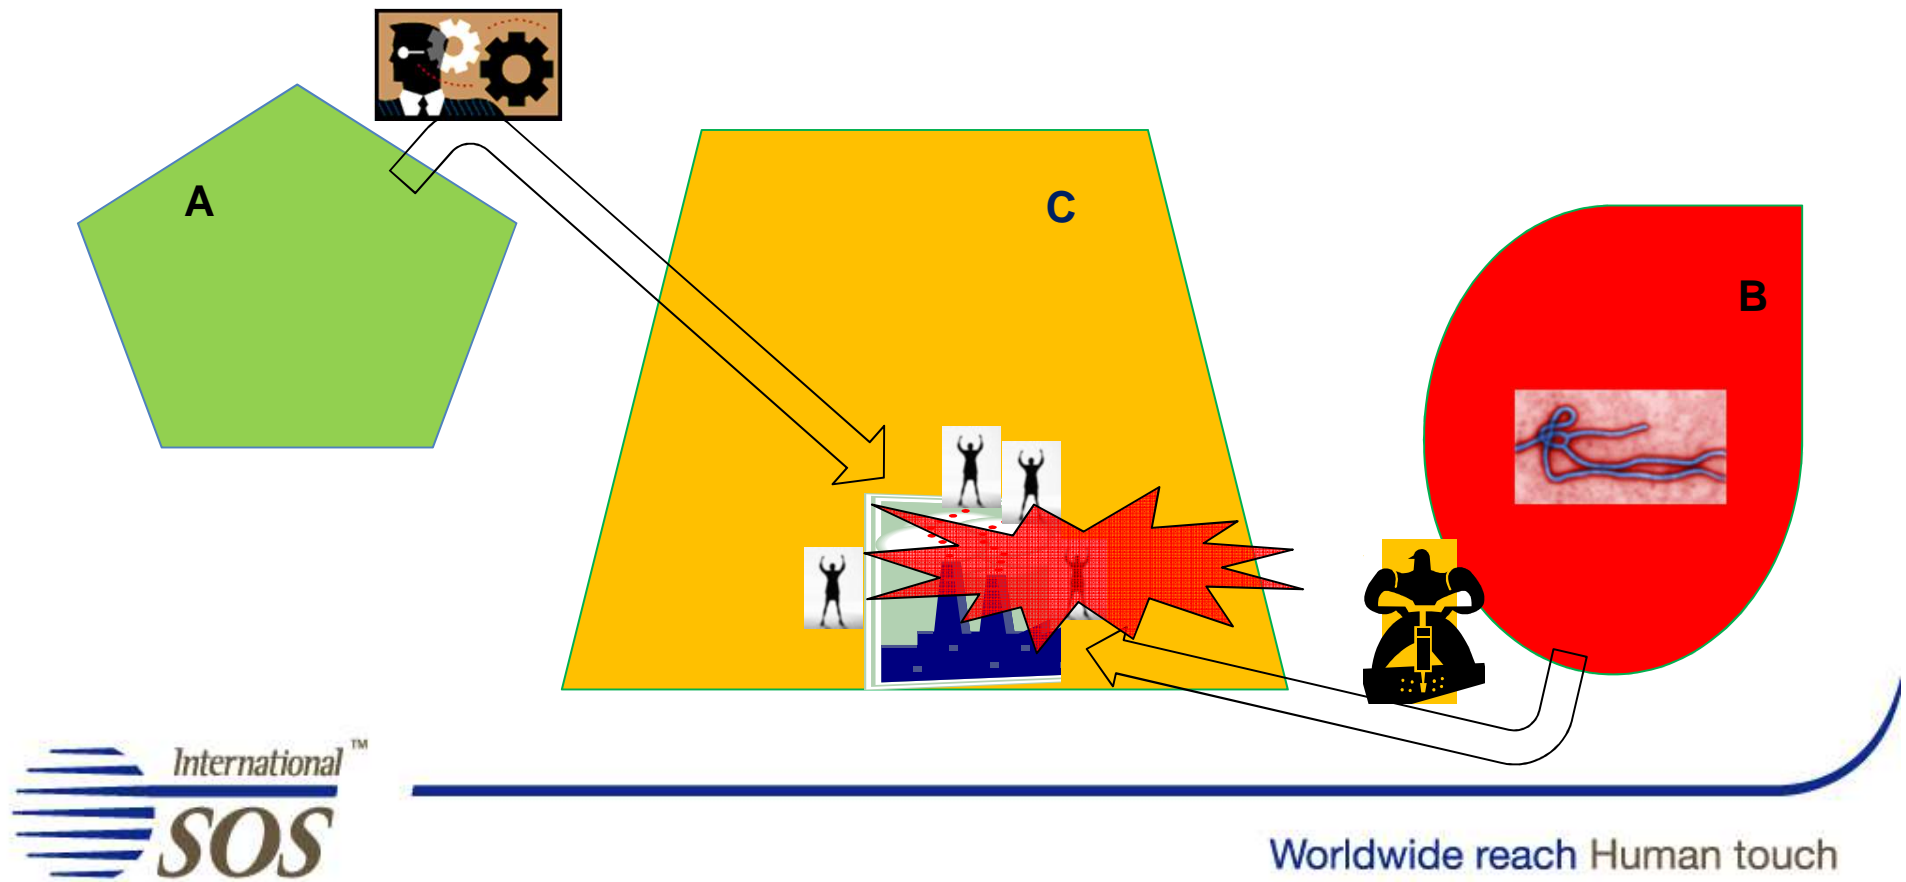 A
C
B
International™
SOS
Worldwide reach Human touch